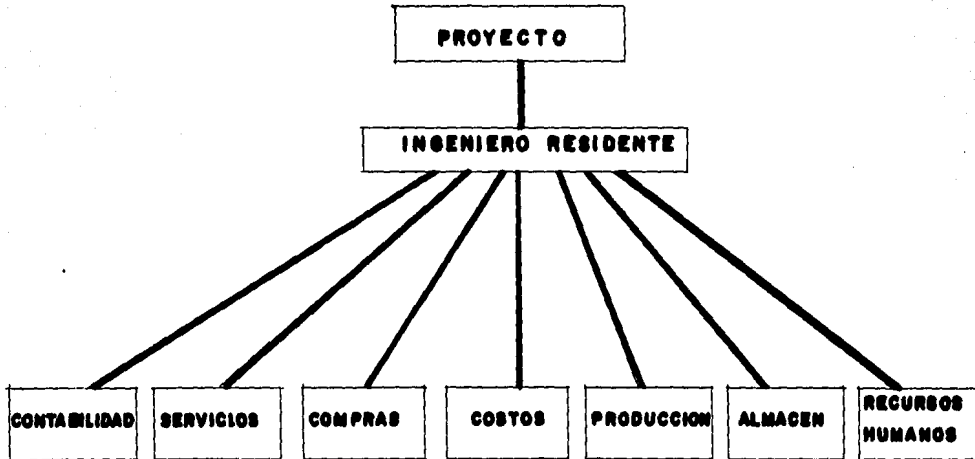 PROYECTO
INGENIERO RESIDENTE
CONTABILIDAD
SERVICIOS
COMPRAS
COSTOS
PRODUCCION
ALMACEN
RECURSOS
HUMANOS